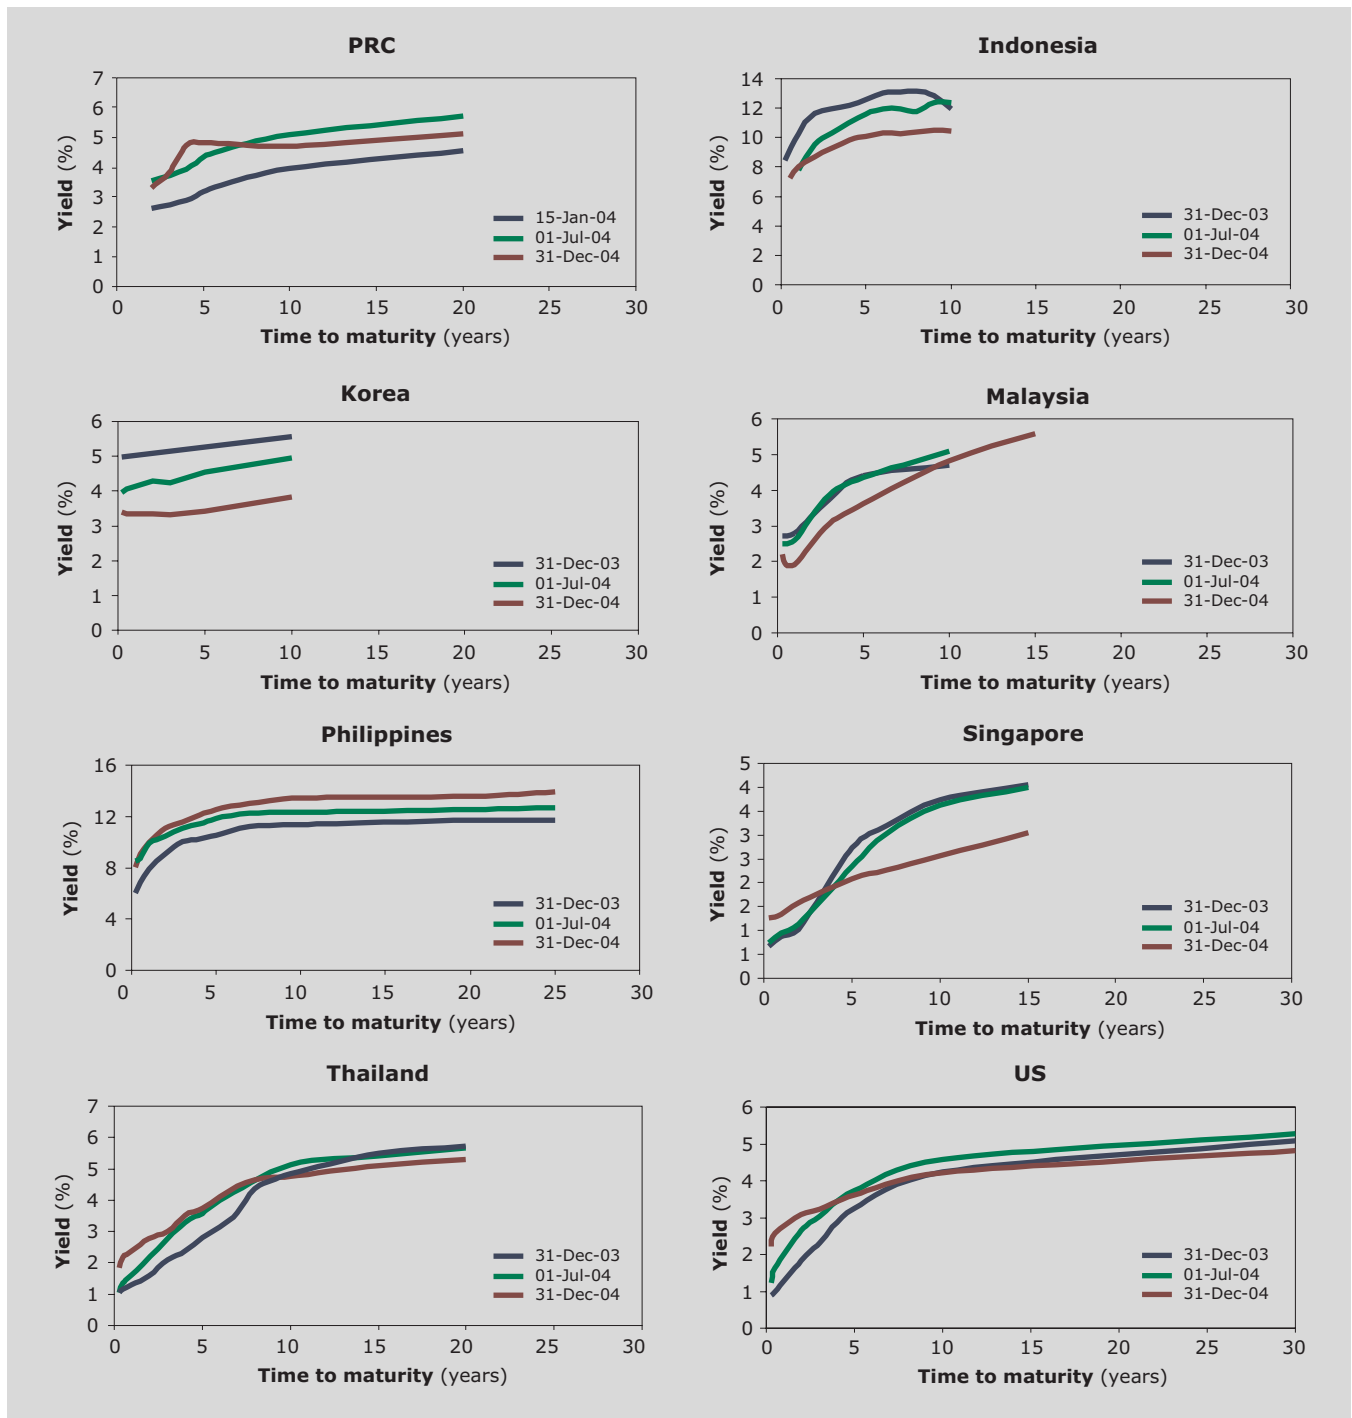 PRC
7
6
5
4
3
2
1
0
Yield (%)
15-Jan-04
01-Jul-04
31-Dec-04
0 5 10 15 20 25 30
Time to maturity (years)
Indonesia
14
12
10
8
6
4
2
0
Yield (%)
31-Dec-03
01-Jul-04
31-Dec-04
0 5 10 15 20 25 30
Time to maturity (years)
Korea
6
5
4
3
2
1
0
Yield (%)
31-Dec-03
01-Jul-04
31-Dec-04
0 5 10 15 20 25 30
Time to maturity (years)
Malaysia
6
5
4
3
2
1
0
Yield (%)
31-Dec-03
01-Jul-04
31-Dec-04
0 5 10 15 20 25 30
Time to maturity (years)
Philippines
16
12
8
4
0
Yield (%)
31-Dec-03
01-Jul-04
31-Dec-04
0 5 10 15 20 25 30
Time to maturity (years)
Singapore
5
4
4
3
3
2
2
1
1
0
Yield (%)
31-Dec-03
01-Jul-04
31-Dec-04
0 5 10 15 20 25 30
Time to maturity (years)
Thailand
7
6
5
4
3
2
1
0
Yield (%)
31-Dec-03
01-Jul-04
31-Dec-04
0 5 10 15 20 25 30
Time to maturity (years)
US
6
5
4
3
2
1
0
Yield (%)
31-Dec-03
01-Jul-04
31-Dec-04
0 5 10 15 20 25 30
Time to maturity (years)